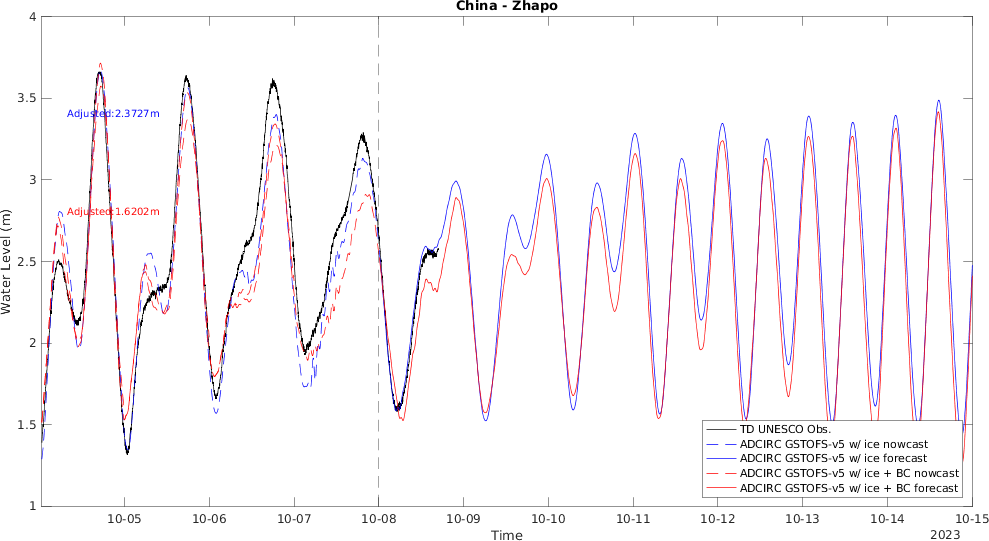 China - Zhapo
4
3.5
3
2.5
2
1.5
1
Water Level (m)
Adjusted:2.3727m
Adjusted:1.6202m
TD UNESCO Obs.
ADCIRC GSTOFS-v5 w/ ice nowcast
ADCIRC GSTOFS-v5 w/ ice forecast
ADCIRC GSTOFS-v5 w/ ice + BC nowcast
ADCIRC GSTOFS-v5 w/ ice + BC forecast
10-05 10-06 10-07 10-08 10-09 10-10 10-11 10-12 10-13 10-14 10-15
Time
2023